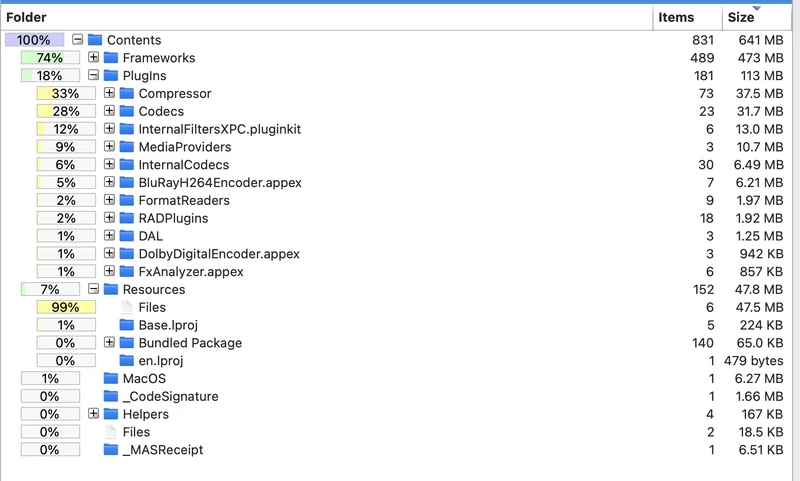 Folder Items Size
100% Contents 831 641 MB
74% Frameworks 489 473 MB
18% PlugIns 181 113 MB
33% Compressor 73 37.5 MB
28% Codecs 23 31.7 MB
12% InternalFiltersXPC.pluginkit 6 13.0 MB
9% MediaProviders 3 10.7 MB
6% InternalCodecs 30 6.49 MB
5% BluRayH264Encoder.appex 7 6.21 MB
2% FormatReaders 9 1.97 MB
2% RADPlugins 18 1.92 MB
1% DAL 3 1.25 MB
1% DolbyDigitalEncoder.appex 3 942 KB
1% FxAnalyzer.appex 6 857 KB
7% Resources 152 47.8 MB
99% Files 6 47.5 MB
1% Base.lproj 5 224 KB
0% Bundled Package 140 65.0 KB
0% en.lproj 1 479 bytes
1% MacOS 1 6.27 MB
0% _CodeSignature 1 1.66 MB
0% Helpers 4 167 KB
0% Files 2 18.5 KB
0% _MASReceipt 1 6.51 KB